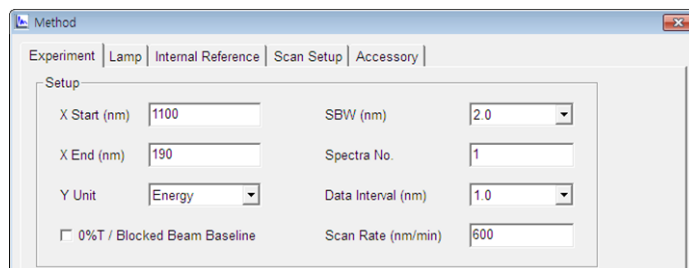 Method
Experiment Lamp Internal Reference Scan Setup Accessory
Setup
X Start (nm) 1100 SBW (nm) 2.0
X End (nm) 190 Spectra No. 1
Y Unit Energy Data Interval (nm) 1.0
0%T / Blocked Beam Baseline Scan Rate (nm/min) 600